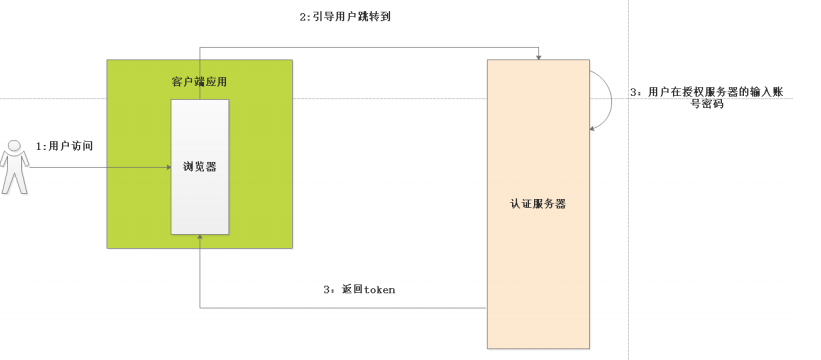 2:引导用户跳转到
客户端应用
3：用户在授权服务器的输入账
号密码
1:用户访问
浏览器
认证服务器
3：返回token